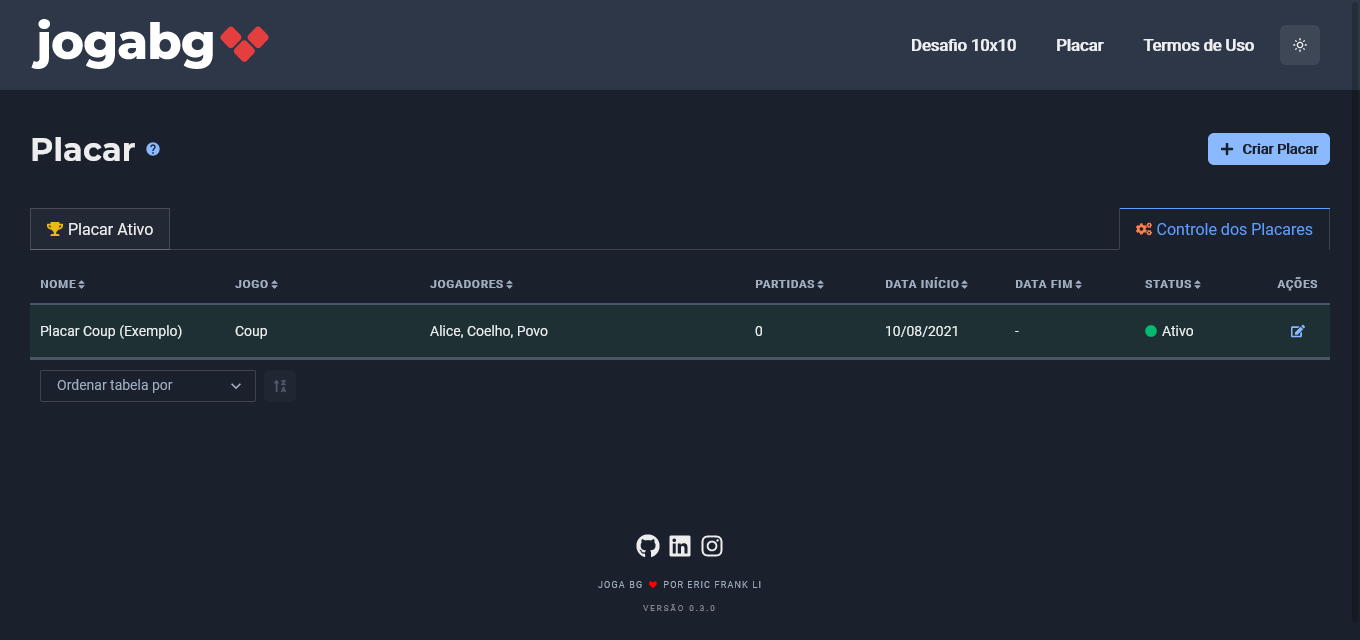 jogabg
Desafio 10x10 Placar Termos de Uso
Placar ?
Criar Placar
Placar Ativo Controle dos Placares
NOME JOGO JOGADORES PARTIDAS DATA INÍCIO DATA FIM STATUS AÇÕES
Placar Coup (Exemplo) Coup Alice, Coelho, Povo 0 10/08/2021 - Ativo
Ordenar tabela por
JOGA BG ❤ POR ERIC FRANK LI
VERSÃO 0.3.0